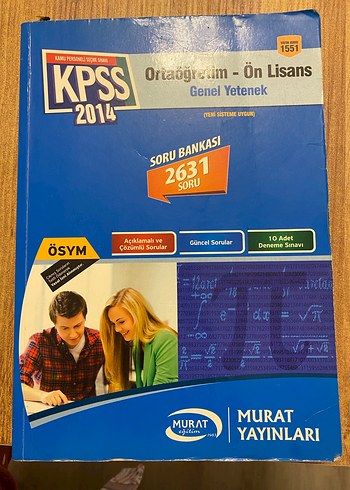 KAMU PERSONELİ SEÇME SINAVI
KPSS
2014
1551
Ortaöğretim - Ön Lisans
Genel Yetenek
(YENİ SİSTEME UYGUN)
SORU BANKASI
2631
SORU
ÖSYM
Açıklamalı ve
Çözümlü Sorular
Güncel Sorular
10 Adet
Deneme Sınavı
MURAT
eğitim
MURAT
YAYINLARI